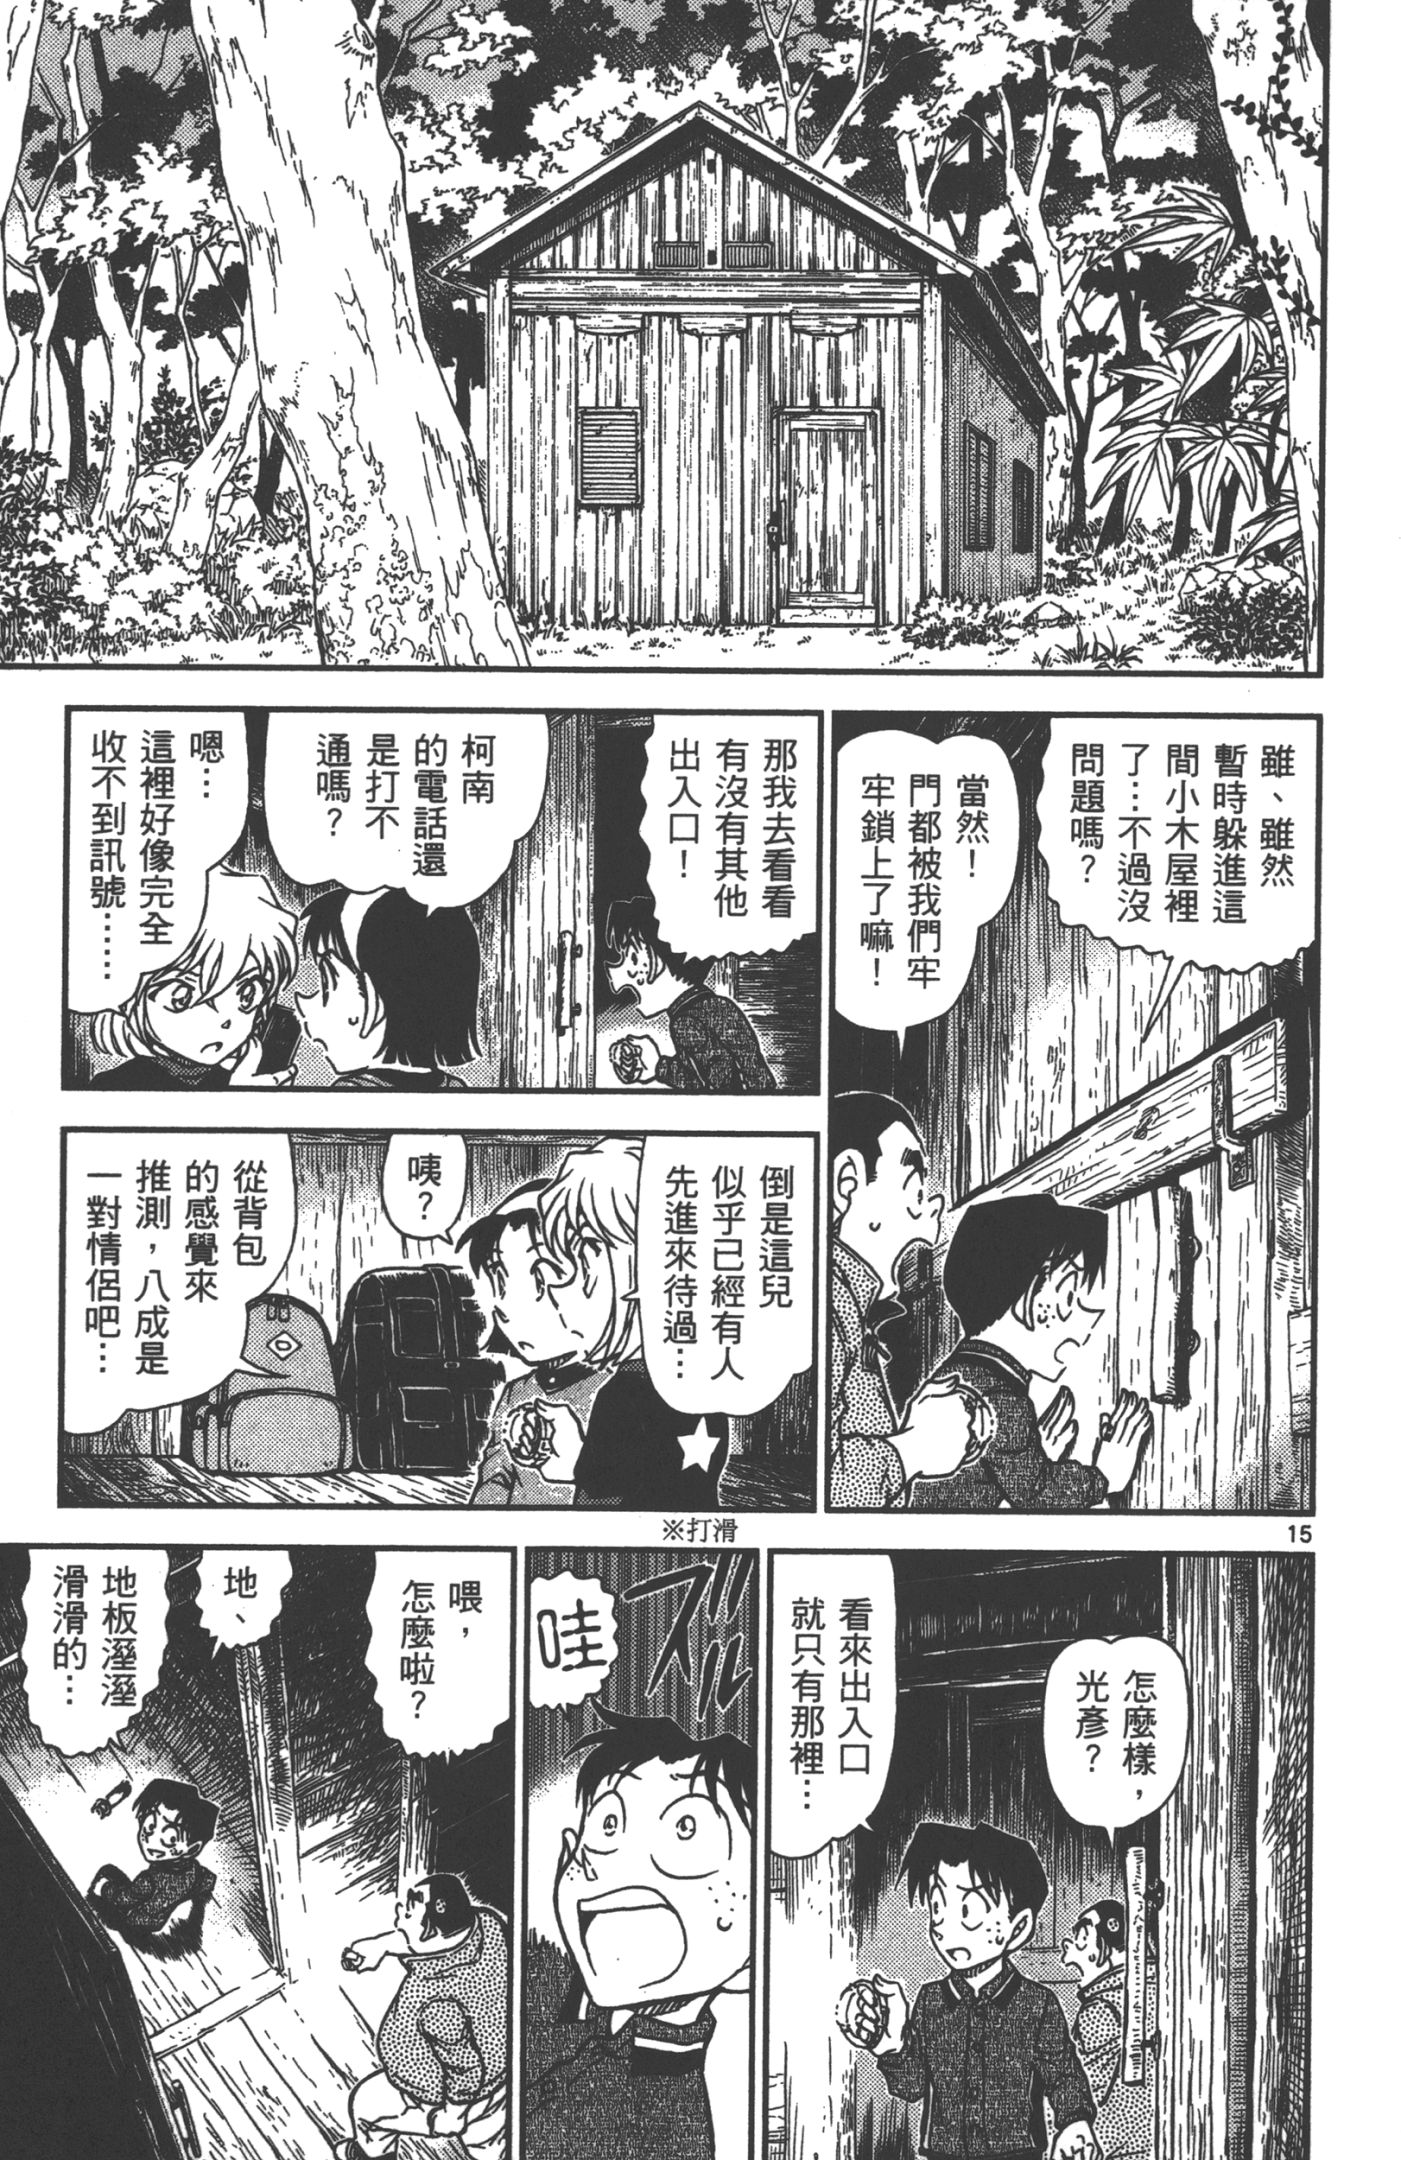 雖、雖然
暫時躲進這
間小木屋裡
了…不過沒
問題嗎？
當然！
門都被我們牢
牢鎖上了嘛！
那我去看看
有沒有其他
出入口！
柯南
的電話還
是打不
通嗎？
嗯…
這裡好像完全
收不到訊號……
倒是這兒
似乎已經有人
先進來待過…
咦？
從背包
的感覺來
推測，八成是
一對情侶吧…
15
怎麼樣，
光彥？
看來出入口
就只有那裡…
※打滑
ズルッ
哇
喂，
怎麼啦？
地、
地板溼溼
滑滑的…